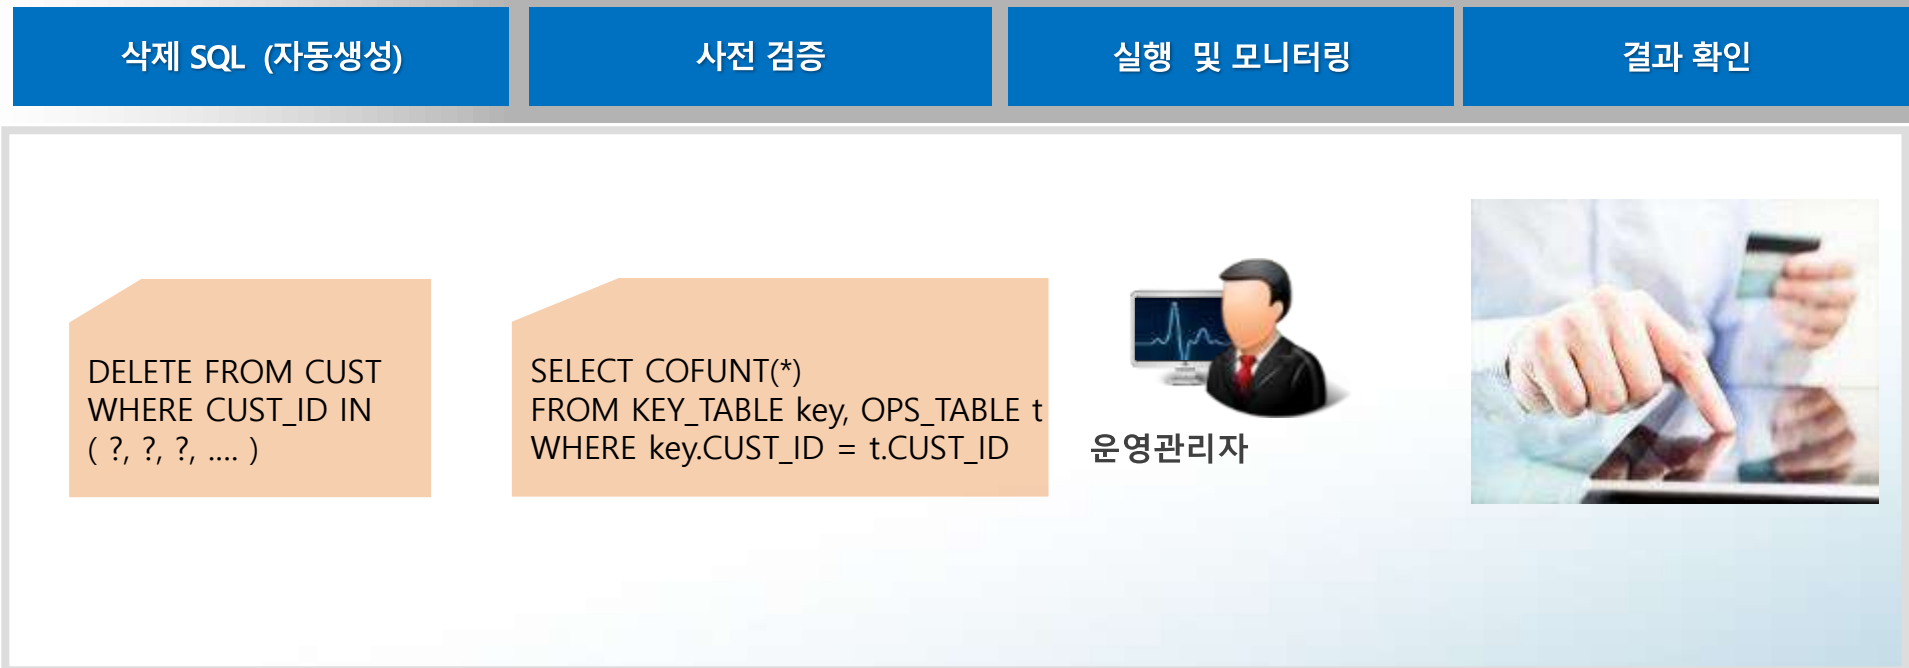 삭제 SQL (자동생성)
사전 검증
실행 및 모니터링
결과 확인
DELETE FROM CUST
WHERE CUST_ID IN
( ?, ?, ?, .... )
SELECT COFUNT(*)
FROM KEY_TABLE key, OPS_TABLE t
WHERE key.CUST_ID = t.CUST_ID
운영관리자